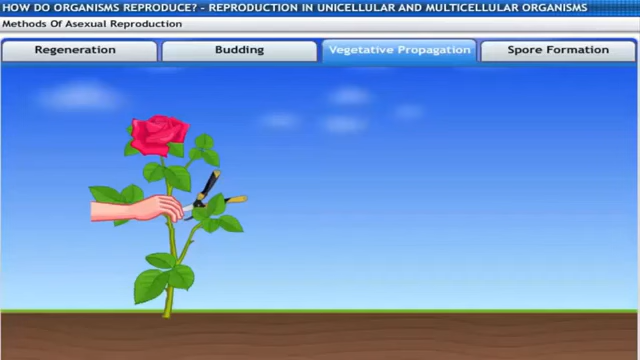 HOW DO ORGANISMS REPRODUCE? - REPRODUCTION IN UNICELLULAR AND MULTICELLULAR ORGANISMS
Methods Of Asexual Reproduction
Regeneration Budding Vegetative Propagation Spore Formation